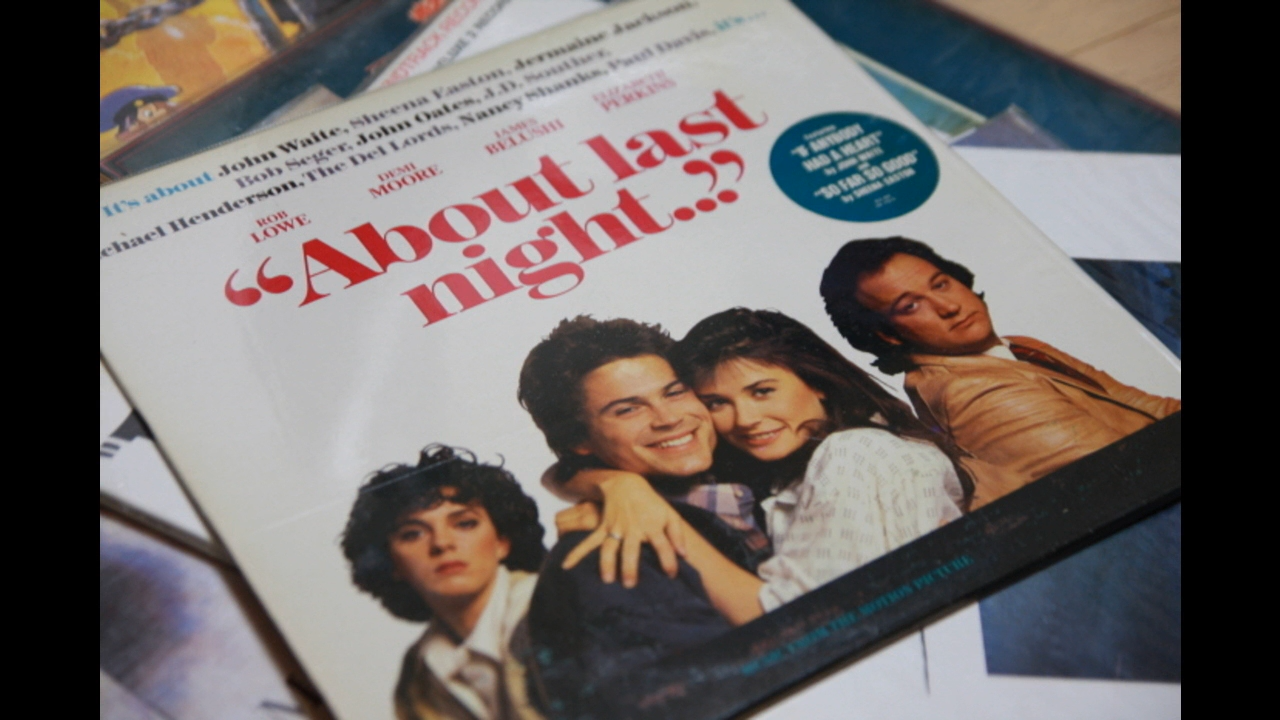 It's about John Waite, Sheena Easton, Jermaine Jackson,
Bob Seger, John Oates, J.D. Souther,
chael Henderson, The Del Lords, Nancy Shanks, Paul Davis, it's...
ROB
LOWE
DEMI
MOORE
JAMES
BELUSHI
ELIZABETH
PERKINS
“About last
night...”
Featuring
"IF ANYBODY
HAD A HEART"
by JOHN WAITE
and
"SO FAR SO GOOD"
by SHEENA EASTON
MUSIC FROM THE MOTION PICTURE